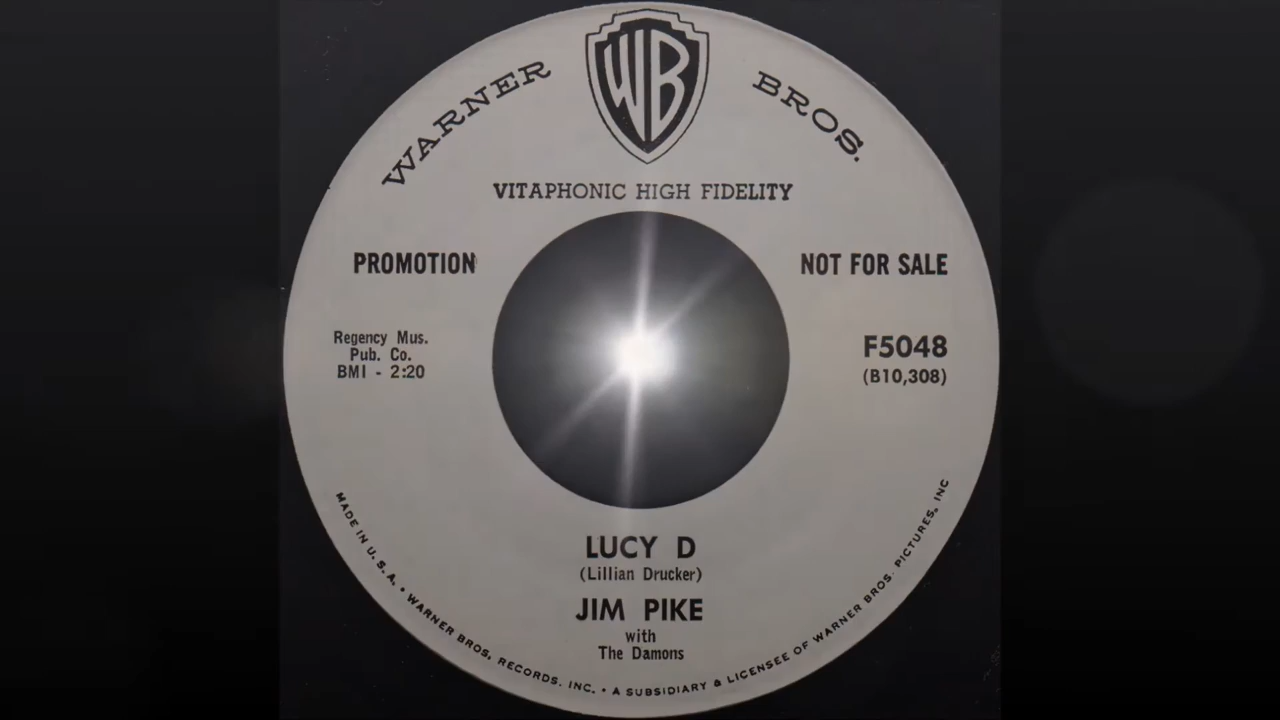 WB
WARNER BROS.
VITAPHONIC HIGH FIDELITY
PROMOTION
NOT FOR SALE
Regency Mus.
Pub. Co.
BMI - 2:20
F5048
(B10,308)
LUCY D
(Lillian Drucker)
JIM PIKE
with
The Damons
MADE IN U.S.A. • WARNER BROS. RECORDS, INC. • A SUBSIDIARY & LICENSEE OF WARNER BROS. PICTURES, INC